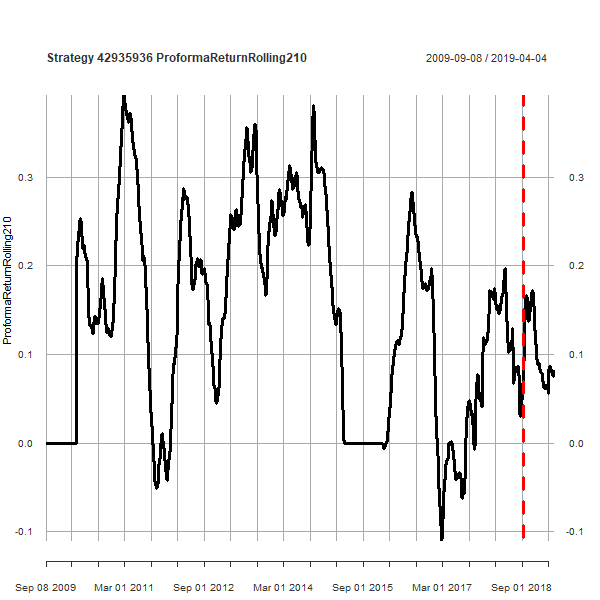 Strategy 42935936 ProformaReturnRolling210
2009-09-08 / 2019-04-04
ProformaReturnRolling210
0.3
0.3
0.2
0.2
0.1
0.1
0.0
0.0
-0.1
-0.1
Sep 08 2009
Mar 01 2011
Sep 01 2012
Mar 01 2014
Sep 01 2015
Mar 01 2017
Sep 01 2018